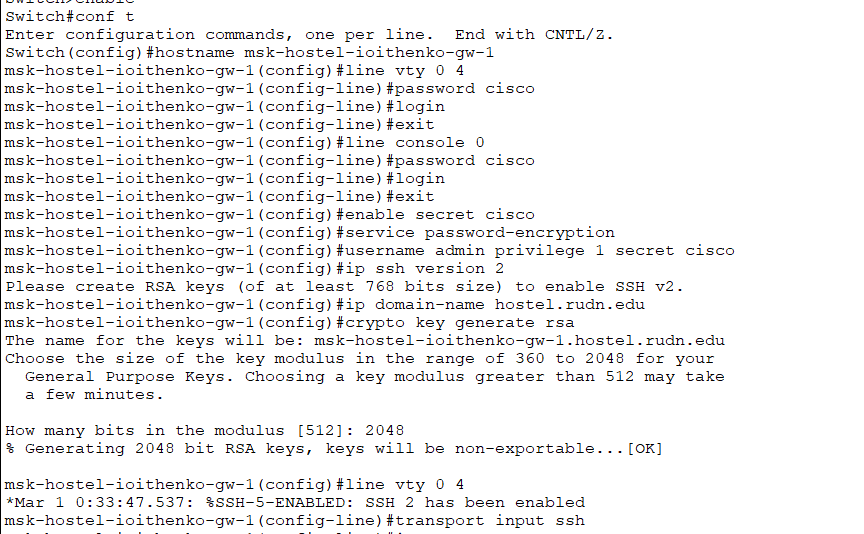 Switch>enable
Switch#conf t
Enter configuration commands, one per line.  End with CNTL/Z.
Switch(config)#hostname msk-hostel-ioithenko-gw-1
msk-hostel-ioithenko-gw-1(config)#line vty 0 4
msk-hostel-ioithenko-gw-1(config-line)#password cisco
msk-hostel-ioithenko-gw-1(config-line)#login
msk-hostel-ioithenko-gw-1(config-line)#exit
msk-hostel-ioithenko-gw-1(config)#line console 0
msk-hostel-ioithenko-gw-1(config-line)#password cisco
msk-hostel-ioithenko-gw-1(config-line)#login
msk-hostel-ioithenko-gw-1(config-line)#exit
msk-hostel-ioithenko-gw-1(config)#enable secret cisco
msk-hostel-ioithenko-gw-1(config)#service password-encryption
msk-hostel-ioithenko-gw-1(config)#username admin privilege 1 secret cisco
msk-hostel-ioithenko-gw-1(config)#ip ssh version 2
Please create RSA keys (of at least 768 bits size) to enable SSH v2.
msk-hostel-ioithenko-gw-1(config)#ip domain-name hostel.rudn.edu
msk-hostel-ioithenko-gw-1(config)#crypto key generate rsa
The name for the keys will be: msk-hostel-ioithenko-gw-1.hostel.rudn.edu
Choose the size of the key modulus in the range of 360 to 2048 for your
  General Purpose Keys. Choosing a key modulus greater than 512 may take
  a few minutes.
How many bits in the modulus [512]: 2048
% Generating 2048 bit RSA keys, keys will be non-exportable...[OK]
msk-hostel-ioithenko-gw-1(config)#line vty 0 4
*Mar 1 0:33:47.537: %SSH-5-ENABLED: SSH 2 has been enabled
msk-hostel-ioithenko-gw-1(config-line)#transport input ssh